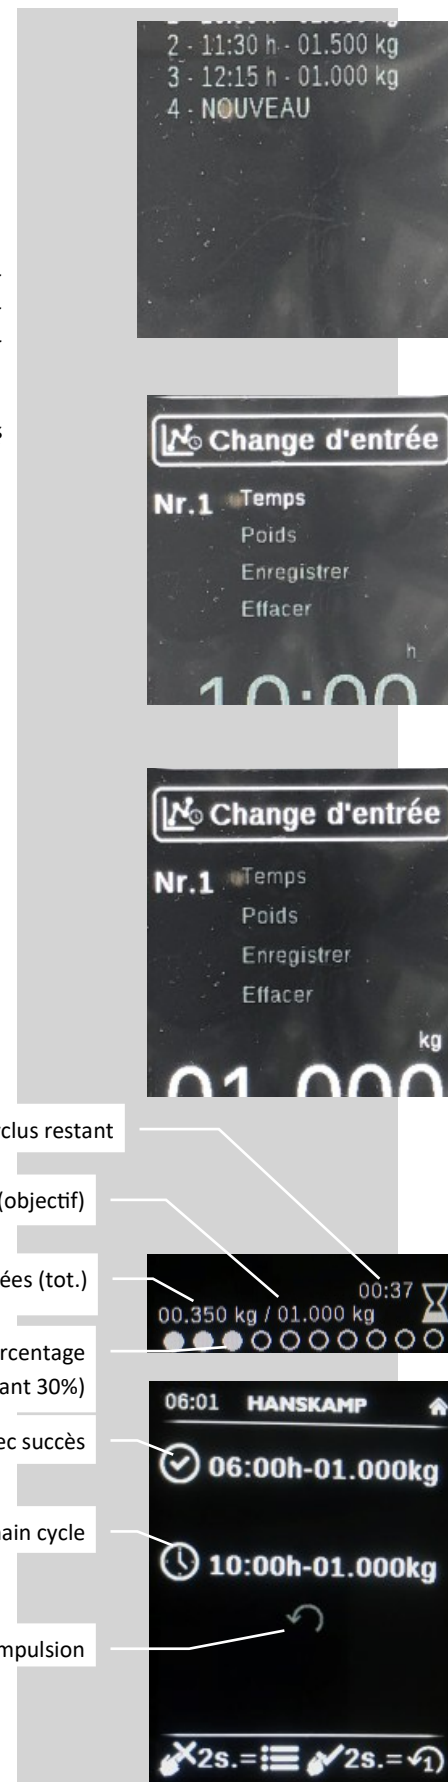 2 - 11:30 h - 01.500 kg
3 - 12:15 h - 01.000 kg
4 - NOUVEAU
s
Change d'entrée
Nr.1 Temps
Poids
Enregistrer
Effacer
h
10:00
Change d'entrée
Nr.1 Temps
Poids
Enregistrer
Effacer
kg
01.000
clus restant
(objectif)
ées (tot.)
rcentage
ant 30%)
ec succès
ain cycle
mpulsion
00:37
00.350 kg / 01.000 kg
06:01 HANSKAMP
06:00h-01.000kg
10:00h-01.000kg
2s.= 2s.= 1